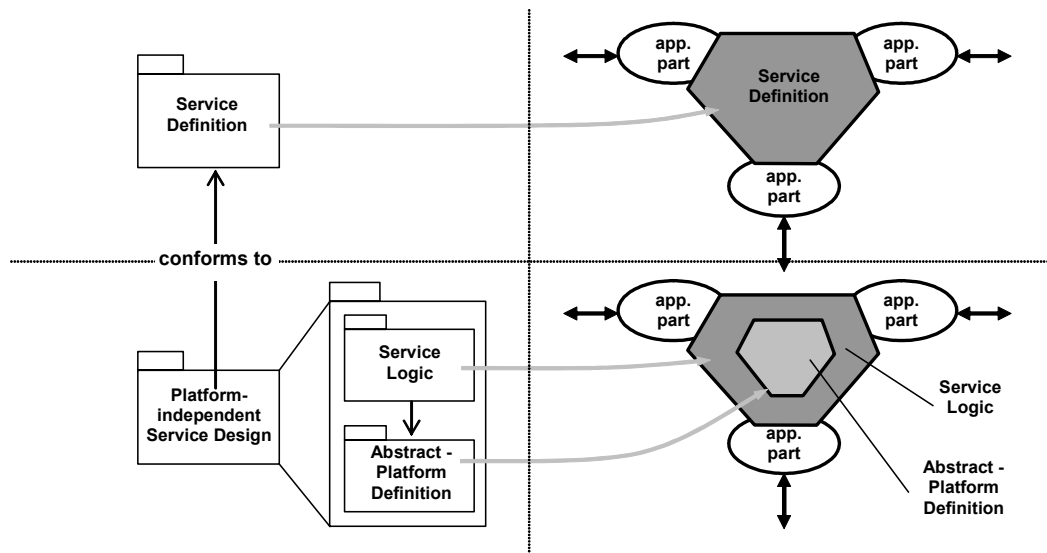 Service
Definition
app.
part
app.
part
Service
Definition
app.
part
conforms to
Platform-
independent
Service Design
Service
Logic
Abstract -
Platform
Definition
app.
part
app.
part
app.
part
Service
Logic
Abstract -
Platform
Definition